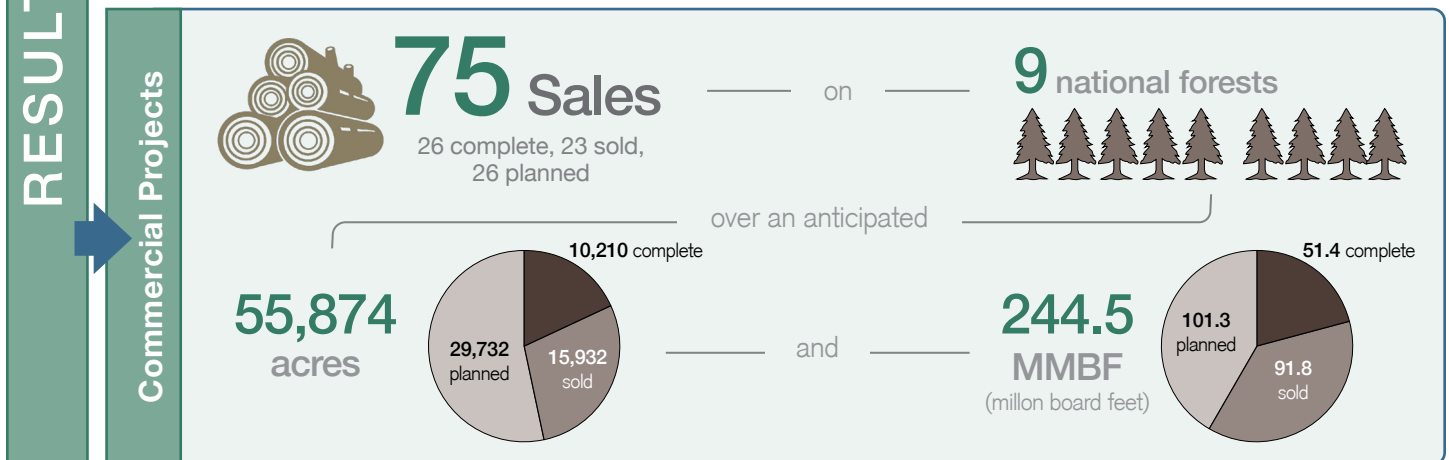 RESULT
Commercial Projects
75 Sales
26 complete, 23 sold,
26 planned
on
9 national forests
over an anticipated
55,874
acres
10,210 complete
29,732
planned
15,932
sold
and
244.5
MMBF
(millon board feet)
51.4 complete
101.3
planned
91.8
sold